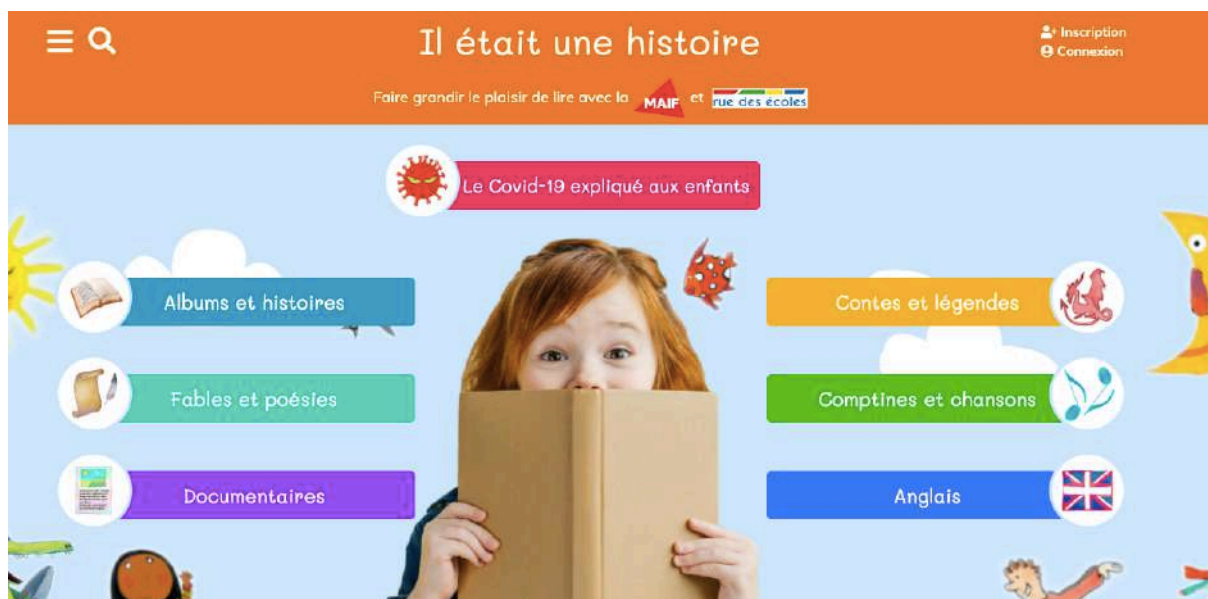 Il était une histoire
Inscription
Connexion
Faire grandir le plaisir de lire avec la MAIF et rue des écoles
Le Covid-19 expliqué aux enfants
Albums et histoires
Contes et légendes
Fables et poésies
Comptines et chansons
Documentaires
Anglais